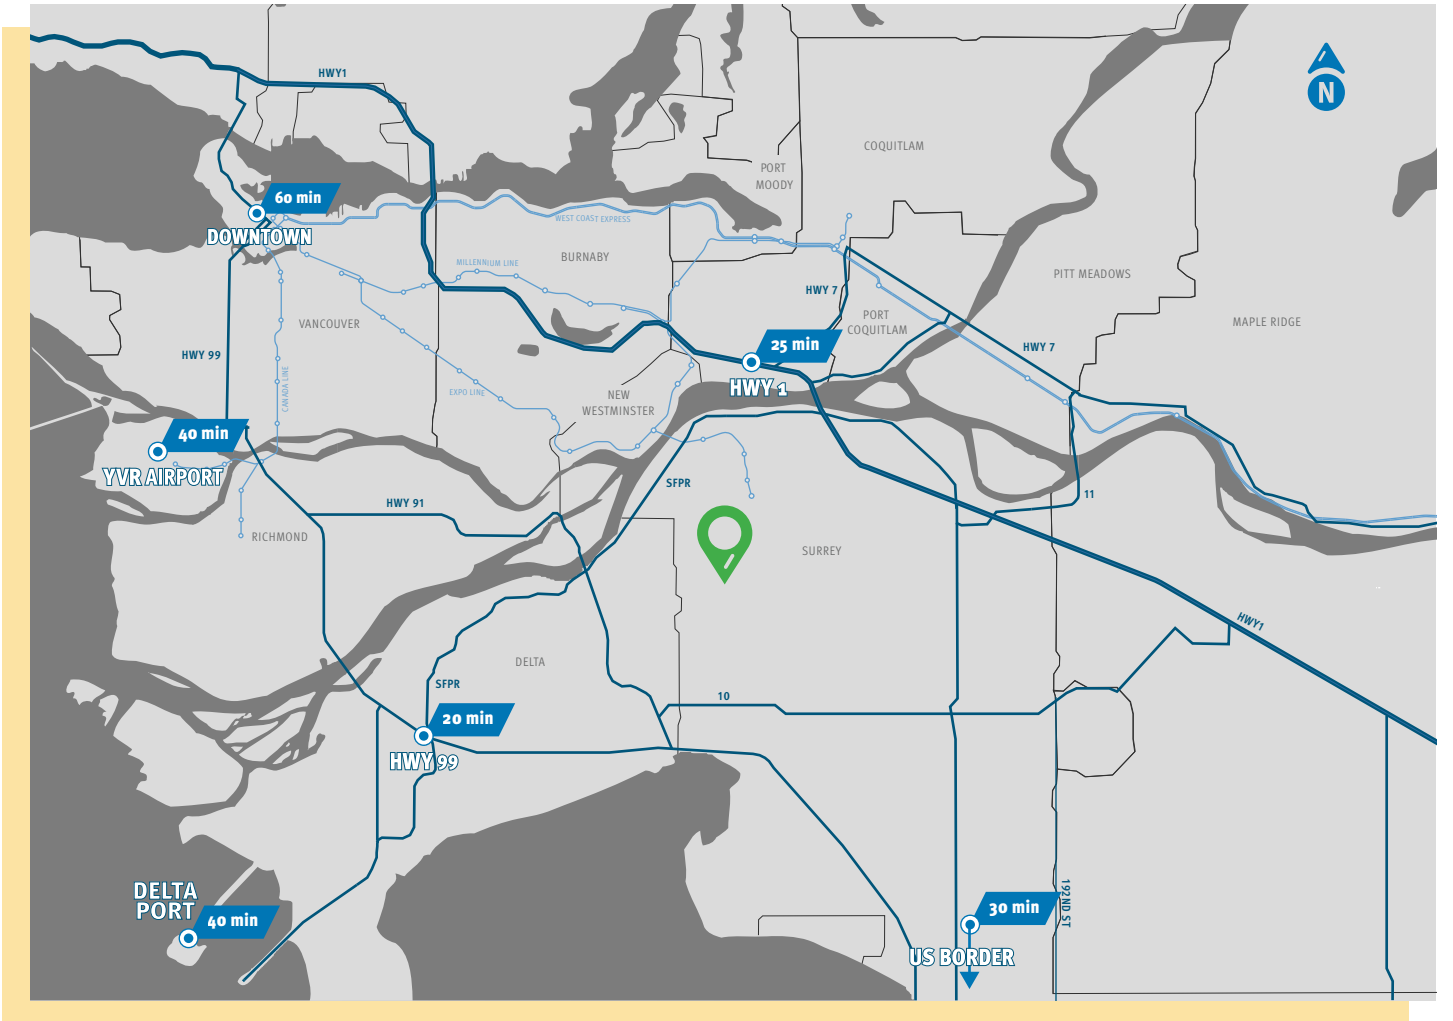 HWY1
N
COQUITLAM
PORT
MOODY
60 min
DOWNTOWN
WEST COAST EXPRESS
BURNABY
MILLENNIUM LINE
PITT MEADOWS
HWY 7
VANCOUVER
PORT
COQUITLAM
MAPLE RIDGE
HWY 99
25 min
HWY 7
CANADA LINE
EXPO LINE
HWY 1
NEW
WESTMINSTER
40 min
YVR AIRPORT
SFPR
11
HWY 91
RICHMOND
SURREY
HWY1
DELTA
SFPR
10
20 min
HWY 99
DELTA
PORT
40 min
192ND ST
30 min
US BORDER